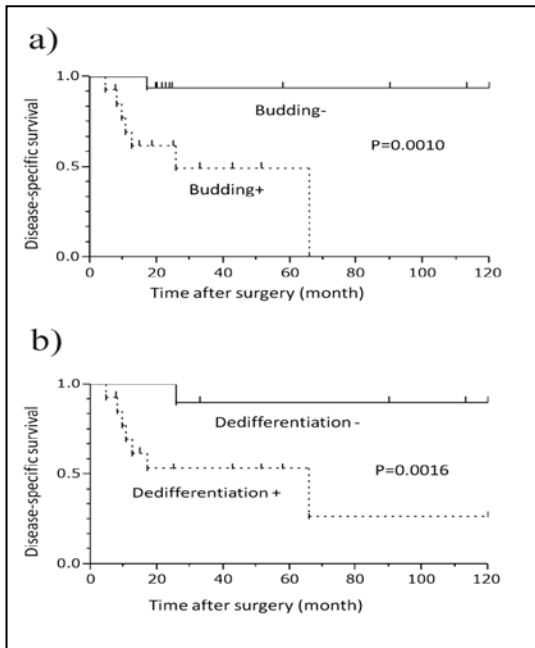 a)
Disease-specific survival
1.0
0.5
0.0
Budding-
P=0.0010
Budding+
0 20 40 60 80 100 120
Time after surgery (month)
b)
Disease-specific survival
1.0
0.5
0.0
Dedifferentiation -
P=0.0016
Dedifferentiation +
0 20 40 60 80 100 120
Time after surgery (month)